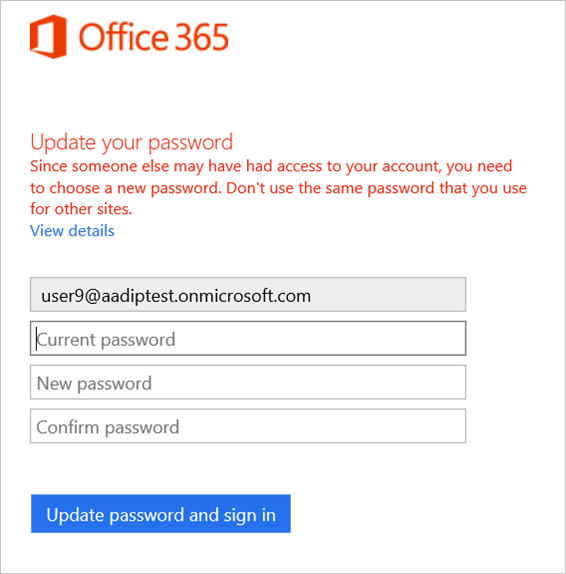 Office 365
Update your password
Since someone else may have had access to your account, you need
to choose a new password. Don't use the same password that you use
for other sites.
View details
user9@aadiptest.onmicrosoft.com
Current password
New password
Confirm password
Update password and sign in